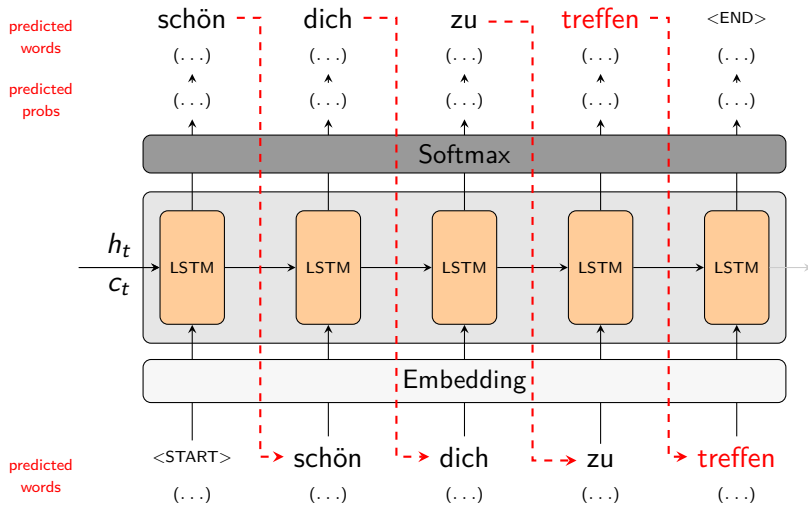 predicted words
schön dich zu treffen <END>
(...) (...) (...) (...) (...)
predicted probs
(...) (...) (...) (...) (...)
Softmax
h_t
c_t
LSTM LSTM LSTM LSTM LSTM
Embedding
predicted words
<START> schön dich zu treffen
(...) (...) (...) (...) (...)